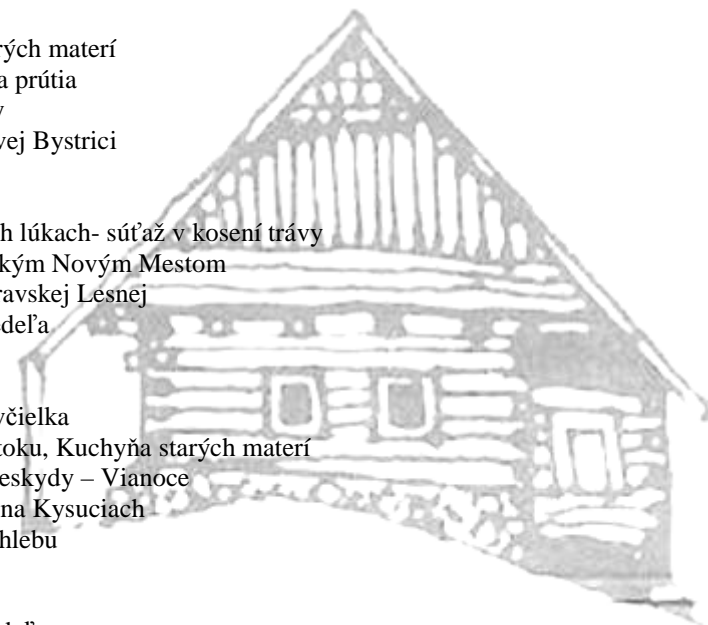 rých materí
a prútia
y
vej Bystrici
h lúkach- súťaž v kosení trávy
kým Novým Mestom
ravskej Lesnej
edeľa
včielka
toku, Kuchyňa starých materí
eskydy – Vianoce
na Kysuciach
hlebu